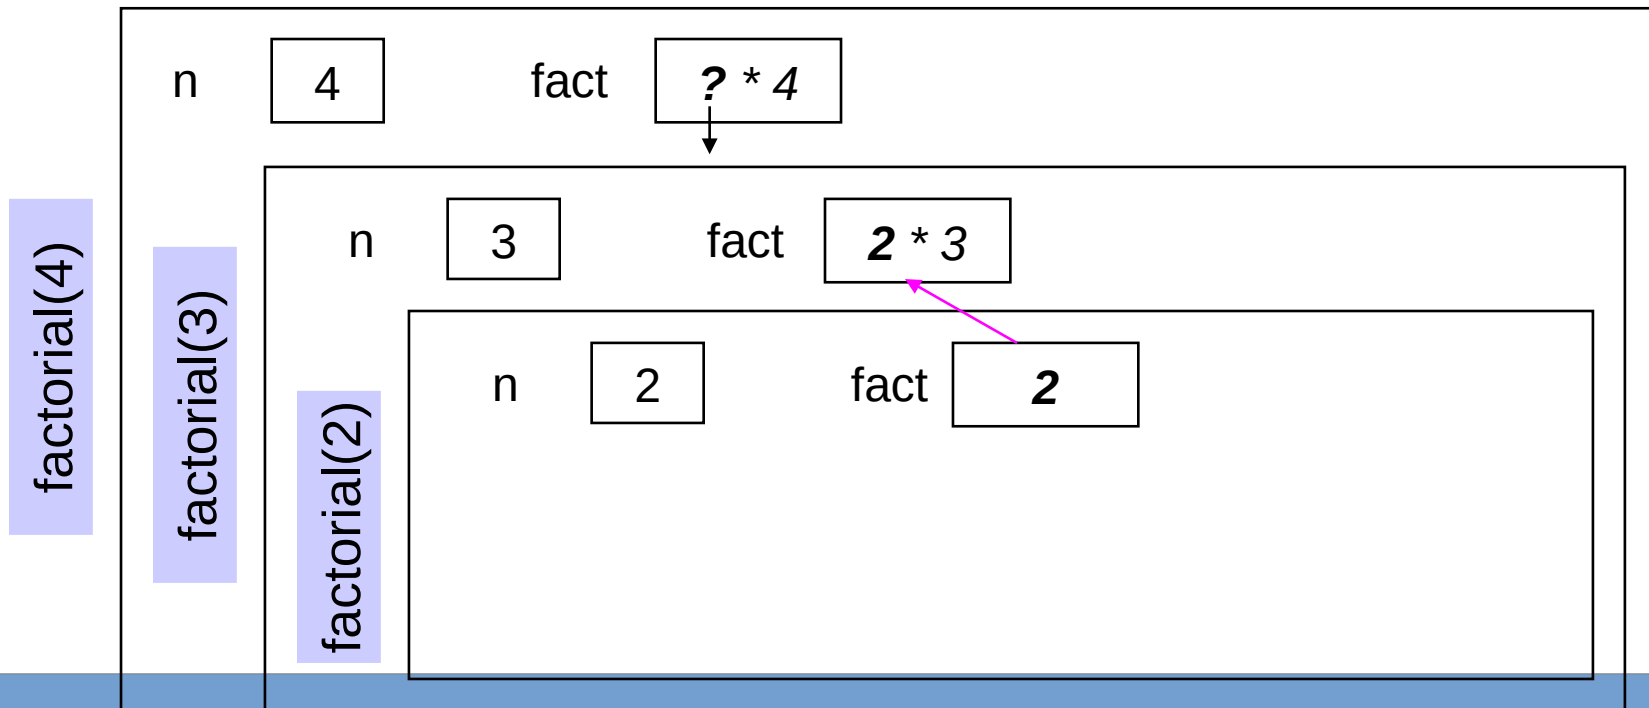 n 4 fact ? * 4
n 3 fact 2 * 3
n 2 fact 2
factorial(4)
factorial(3)
factorial(2)